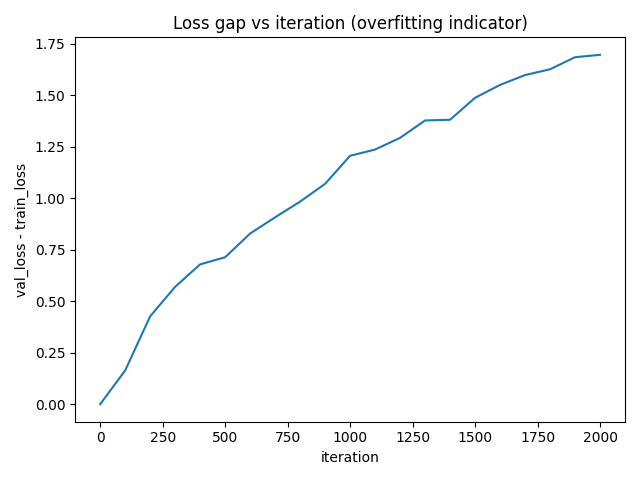 Loss gap vs iteration (overfitting indicator)
1.75
1.50
1.25
1.00
0.75
0.50
0.25
0.00
val_loss - train_loss
0 250 500 750 1000 1250 1500 1750 2000
iteration